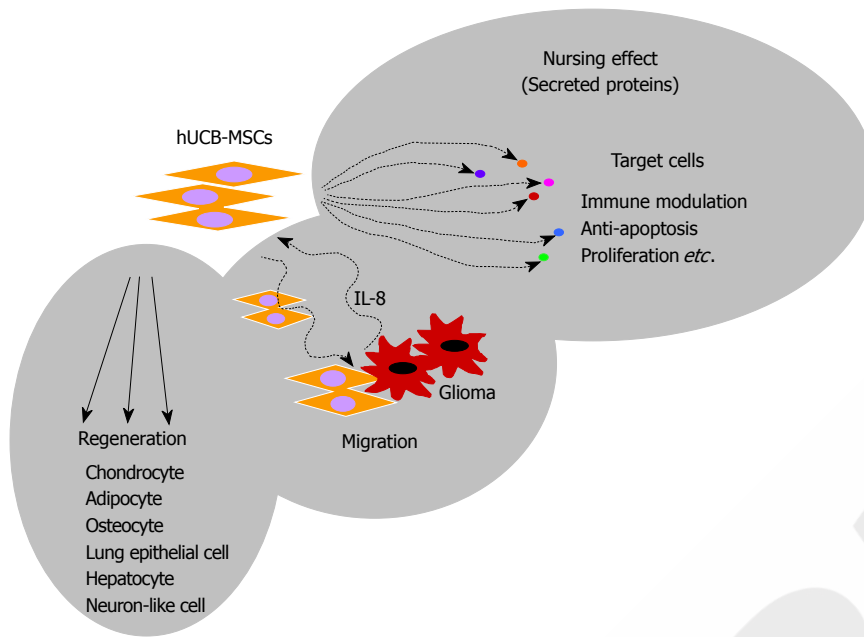 Nursing effect
(Secreted proteins)
hUCB-MSCs
Target cells
Immune modulation
Anti-apoptosis
Proliferation etc.
IL-8
Glioma
Migration
Regeneration
Chondrocyte
Adipocyte
Osteocyte
Lung epithelial cell
Hepatocyte
Neuron-like cell